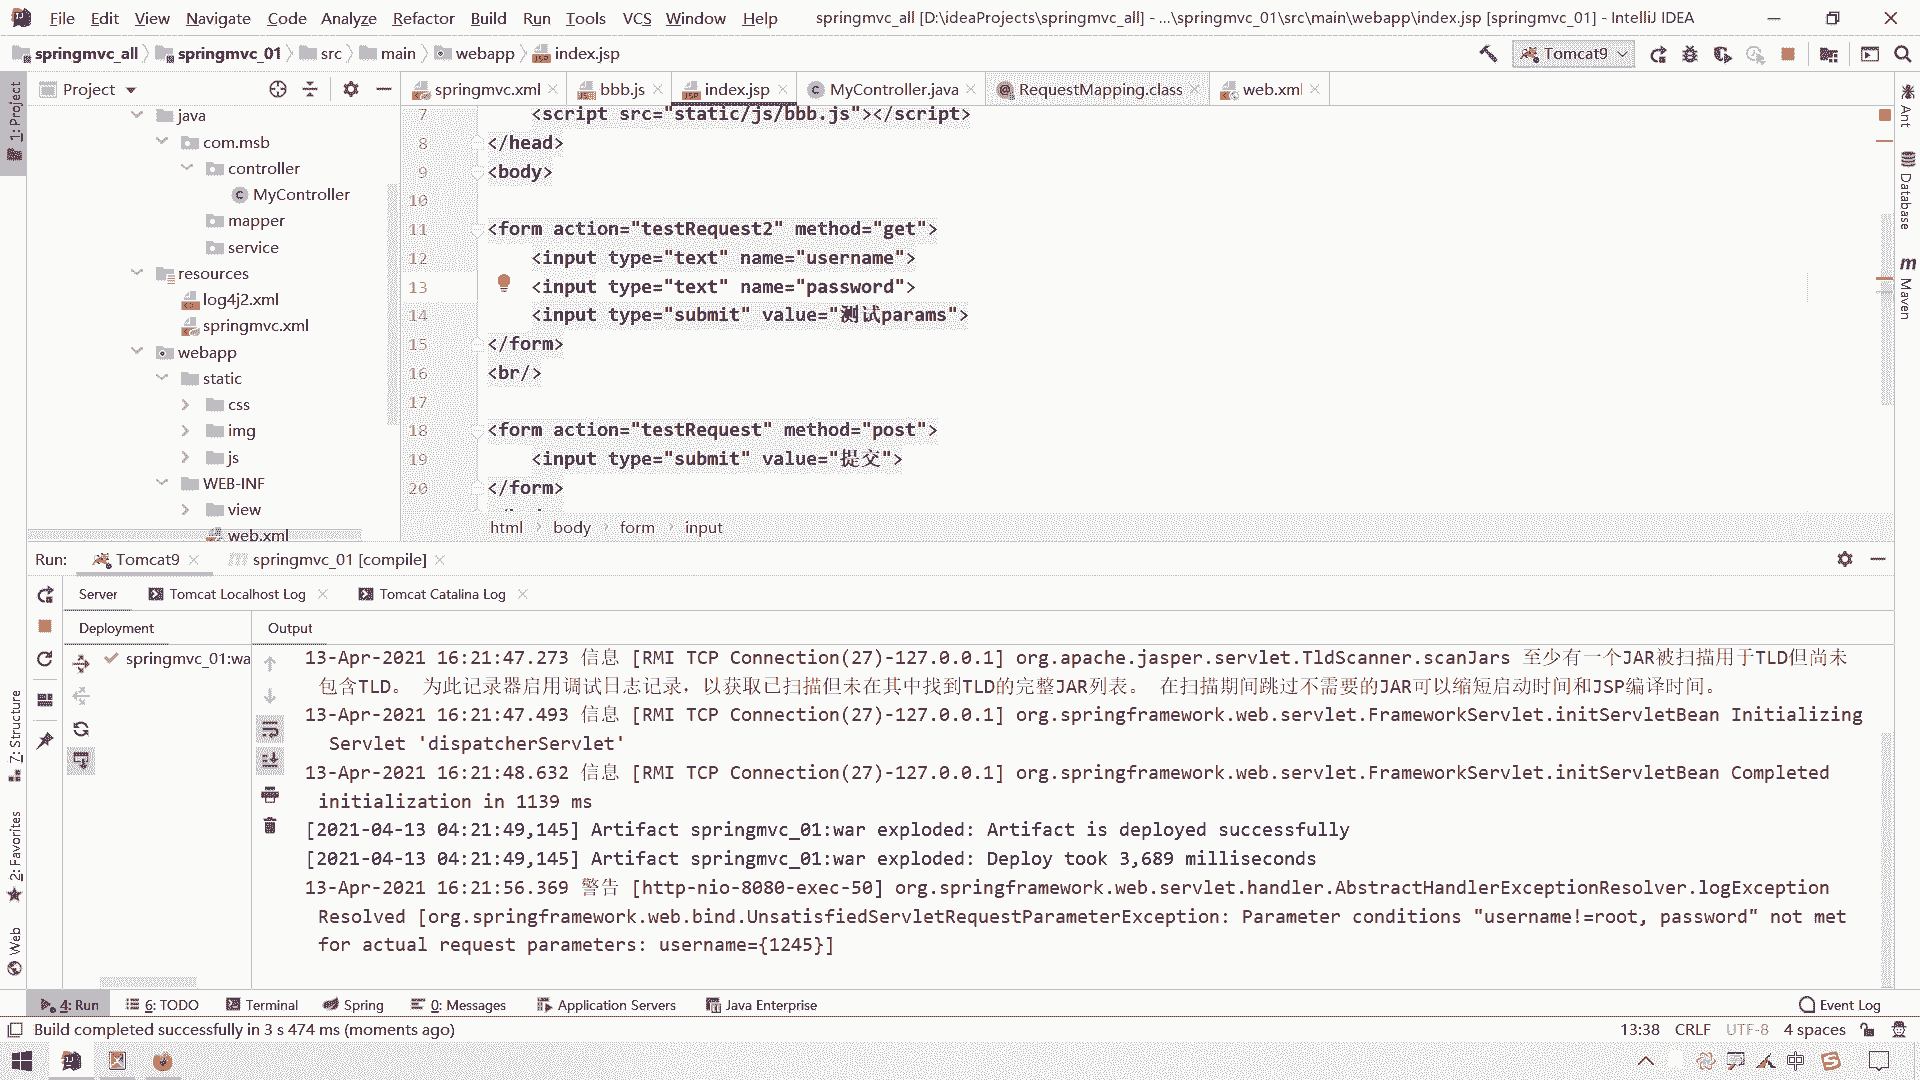 File Edit View Navigate Code Analyze Refactor Build Run Tools VCS Window Help springmvc_all [D:\ideaProjects\springmvc_all] - ...\springmvc_01\src\main\webapp\index.jsp [springmvc_01] - IntelliJ IDEA
springmvc_all springmvc_01 src main webapp index.jsp Tomcat9
Project
springmvc.xml bbb.js index.jsp MyController.java RequestMapping.class web.xml
1: Project
java
com.msb
controller
MyController
mapper
service
resources
log4j2.xml
springmvc.xml
webapp
static
css
img
js
WEB-INF
view
web.xml
7 <script src="static/js/bbb.js"></script>
8 </head>
9 <body>
10
11 <form action="testRequest2" method="get">
12 <input type="text" name="username">
13 <input type="text" name="password">
14 <input type="submit" value="测试params">
15 </form>
16 <br/>
17
18 <form action="testRequest" method="post">
19 <input type="submit" value="提交">
20 </form>
html body form input
Ant
Database
Maven
Run: Tomcat9 springmvc_01 [compile]
Server Tomcat Localhost Log Tomcat Catalina Log
Deployment Output
springmvc_01:wa
13-Apr-2021 16:21:47.273 信息 [RMI TCP Connection(27)-127.0.0.1] org.apache.jasper.servlet.TldScanner.scanJars 至少有一个JAR被扫描用于TLD但尚未
包含TLD。 为此记录器启用调试日志记录，以获取已扫描但未在其中找到TLD的完整JAR列表。 在扫描期间跳过不需要的JAR可以缩短启动时间和JSP编译时间。
13-Apr-2021 16:21:47.493 信息 [RMI TCP Connection(27)-127.0.0.1] org.springframework.web.servlet.FrameworkServlet.initServletBean Initializing
Servlet 'dispatcherServlet'
13-Apr-2021 16:21:48.632 信息 [RMI TCP Connection(27)-127.0.0.1] org.springframework.web.servlet.FrameworkServlet.initServletBean Completed
initialization in 1139 ms
[2021-04-13 04:21:49,145] Artifact springmvc_01:war exploded: Artifact is deployed successfully
[2021-04-13 04:21:49,145] Artifact springmvc_01:war exploded: Deploy took 3,689 milliseconds
13-Apr-2021 16:21:56.369 警告 [http-nio-8080-exec-50] org.springframework.web.servlet.handler.AbstractHandlerExceptionResolver.logException
Resolved [org.springframework.web.bind.UnsatisfiedServletRequestParameterException: Parameter conditions "username!=root, password" not met
for actual request parameters: username={1245}]
Z: Structure
2: Favorites
Web
4: Run 6: TODO Terminal Spring 0: Messages Application Servers Java Enterprise Event Log
Build completed successfully in 3 s 474 ms (moments ago) 13:38 CRLF UTF-8 4 spaces
中